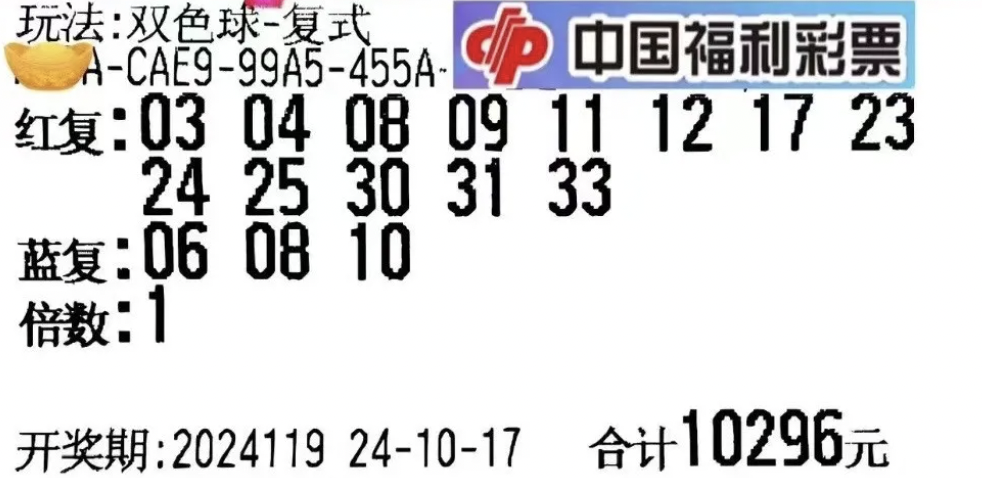 玩法:双色球-复式
A-CAE9-99A5-455A-
中国福利彩票
红复:03 04 08 09 11 12 17 23
24 25 30 31 33
蓝复:06 08 10
倍数:1
开奖期:2024119 24-10-17 合计10296元